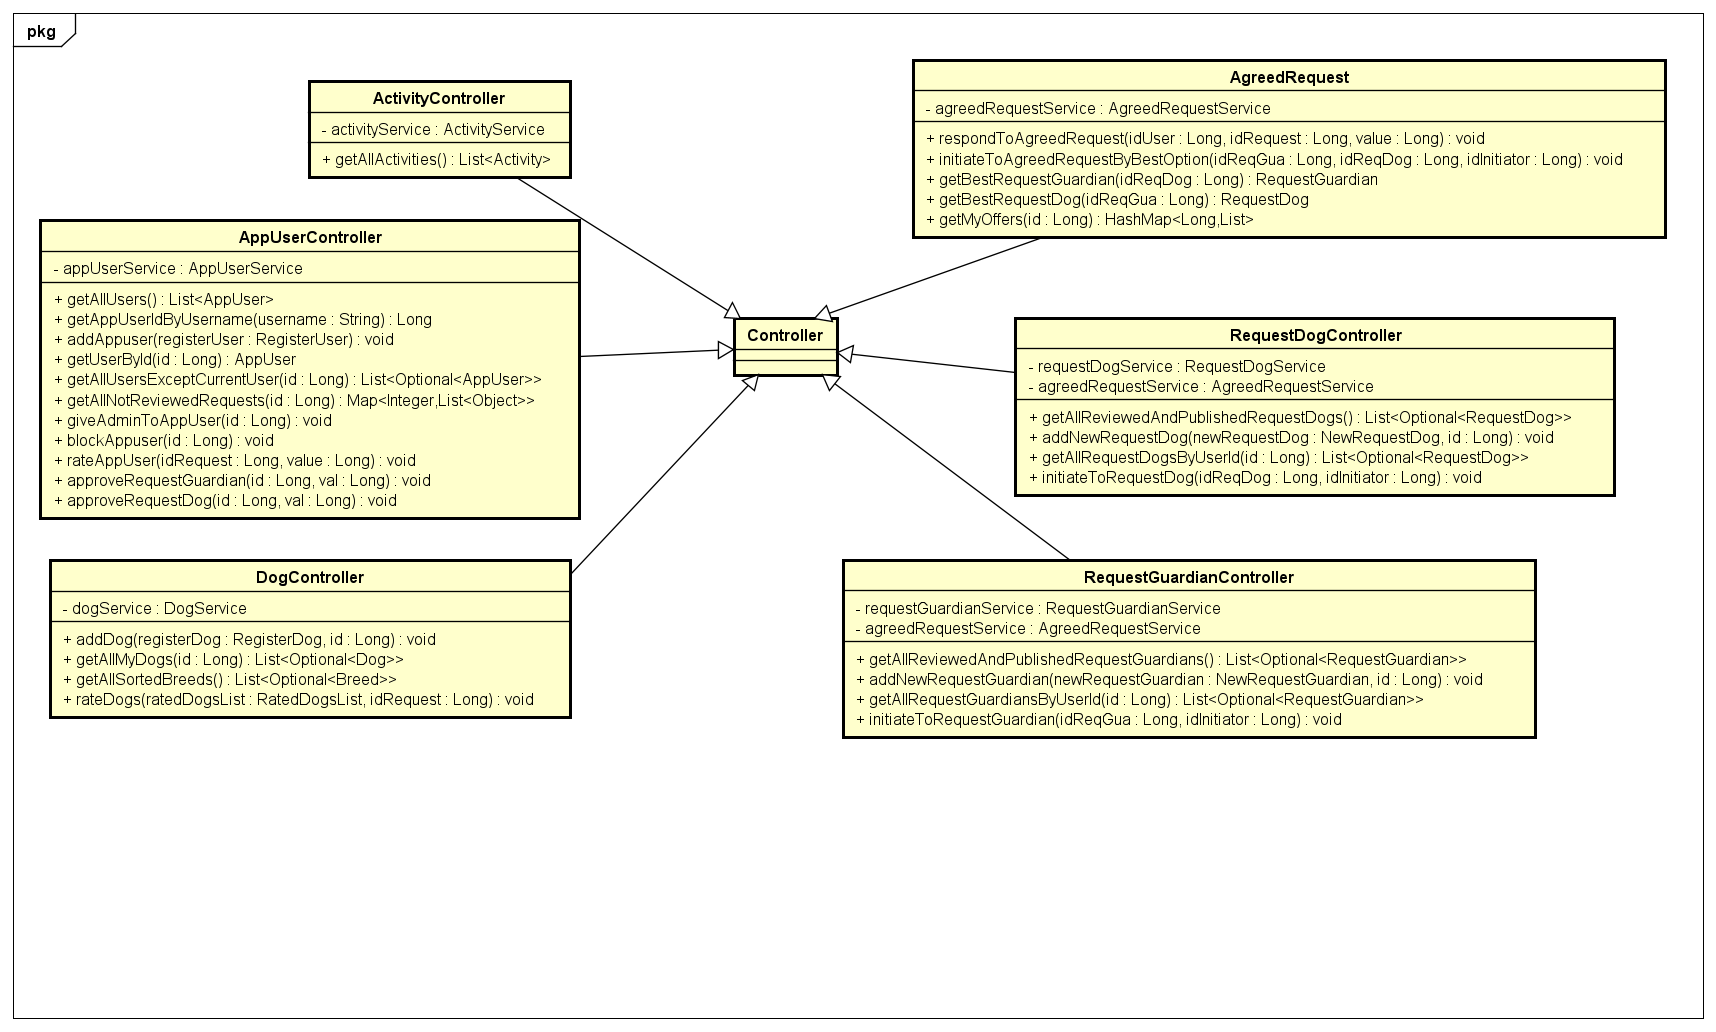 pkg
ActivityController
- activityService : ActivityService
+ getAllActivities() : List<Activity>
AgreedRequest
- agreedRequestService : AgreedRequestService
+ respondToAgreedRequest(idUser : Long, idRequest : Long, value : Long) : void
+ initiateToAgreedRequestByBestOption(idReqGua : Long, idReqDog : Long, idInitiator : Long) : void
+ getBestRequestGuardian(idReqDog : Long) : RequestGuardian
+ getBestRequestDog(idReqGua : Long) : RequestDog
+ getMyOffers(id : Long) : HashMap<Long,List>
AppUserController
- appUserService : AppUserService
+ getAllUsers() : List<AppUser>
+ getAppUserIdByUsername(username : String) : Long
+ addAppuser(registerUser : RegisterUser) : void
+ getUserById(id : Long) : AppUser
+ getAllUsersExceptCurrentUser(id : Long) : List<Optional<AppUser>>
+ getAllNotReviewedRequests(id : Long) : Map<Integer,List<Object>>
+ giveAdminToAppUser(id : Long) : void
+ blockAppuser(id : Long) : void
+ rateAppUser(idRequest : Long, value : Long) : void
+ approveRequestGuardian(id : Long, val : Long) : void
+ approveRequestDog(id : Long, val : Long) : void
Controller
RequestDogController
- requestDogService : RequestDogService
- agreedRequestService : AgreedRequestService
+ getAllReviewedAndPublishedRequestDogs() : List<Optional<RequestDog>>
+ addNewRequestDog(newRequestDog : NewRequestDog, id : Long) : void
+ getAllRequestDogsByUserId(id : Long) : List<Optional<RequestDog>>
+ initiateToRequestDog(idReqDog : Long, idInitiator : Long) : void
DogController
- dogService : DogService
+ addDog(registerDog : RegisterDog, id : Long) : void
+ getAllMyDogs(id : Long) : List<Optional<Dog>>
+ getAllSortedBreeds() : List<Optional<Breed>>
+ rateDogs(ratedDogsList : RatedDogsList, idRequest : Long) : void
RequestGuardianController
- requestGuardianService : RequestGuardianService
- agreedRequestService : AgreedRequestService
+ getAllReviewedAndPublishedRequestGuardians() : List<Optional<RequestGuardian>>
+ addNewRequestGuardian(newRequestGuardian : NewRequestGuardian, id : Long) : void
+ getAllRequestGuardiansByUserId(id : Long) : List<Optional<RequestGuardian>>
+ initiateToRequestGuardian(idReqGua : Long, idInitiator : Long) : void